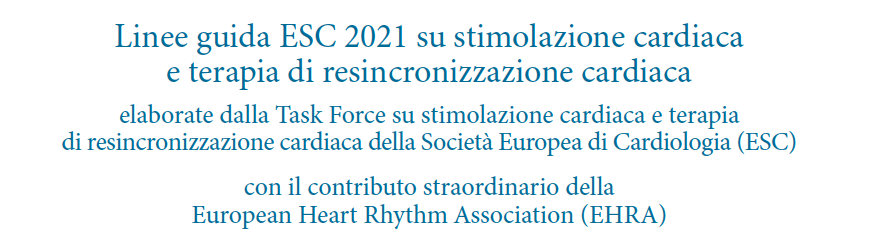 Linee guida ESC 2021 su stimolazione cardiaca
e terapia di resincronizzazione cardiaca
elaborate dalla Task Force su stimolazione cardiaca e terapia
di resincronizzazione cardiaca della Società Europea di Cardiologia (ESC)
con il contributo straordinario della
European Heart Rhythm Association (EHRA)